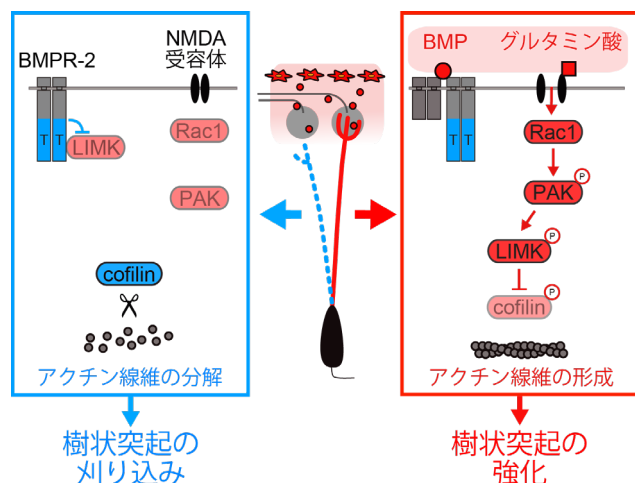 BMPR-2
NMDA
受容体
T T
LIMK
Rac1
PAK
cofilin
アクチン線維の分解
樹状突起の
刈り込み
BMP
グルタミン酸
T T
Rac1
PAK
P
LIMK
P
cofilin
P
アクチン線維の形成
樹状突起の
強化